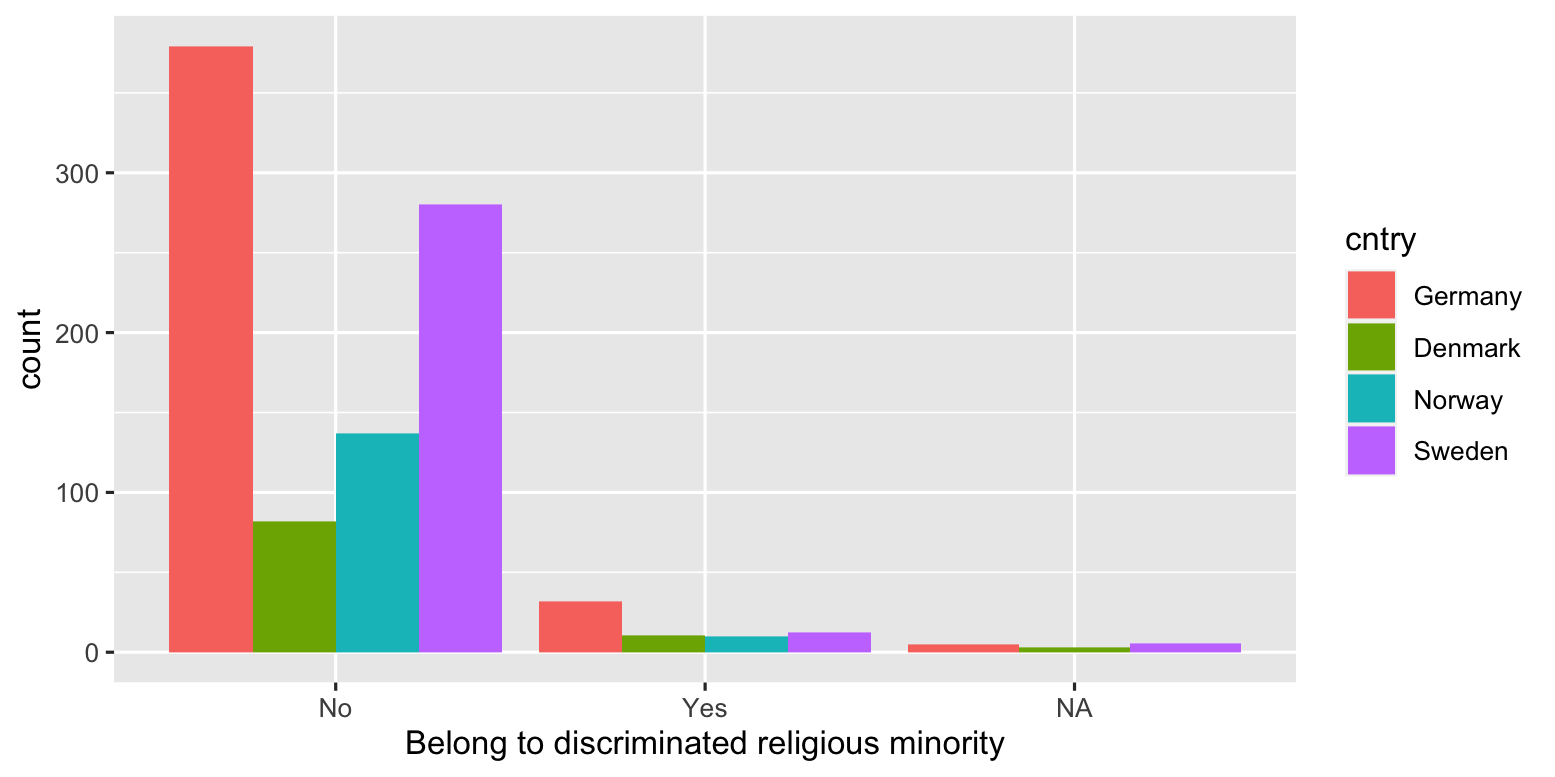 300
200
100
0
count
No
Yes
NA
Belong to discriminated religious minority
cntry
Germany
Denmark
Norway
Sweden